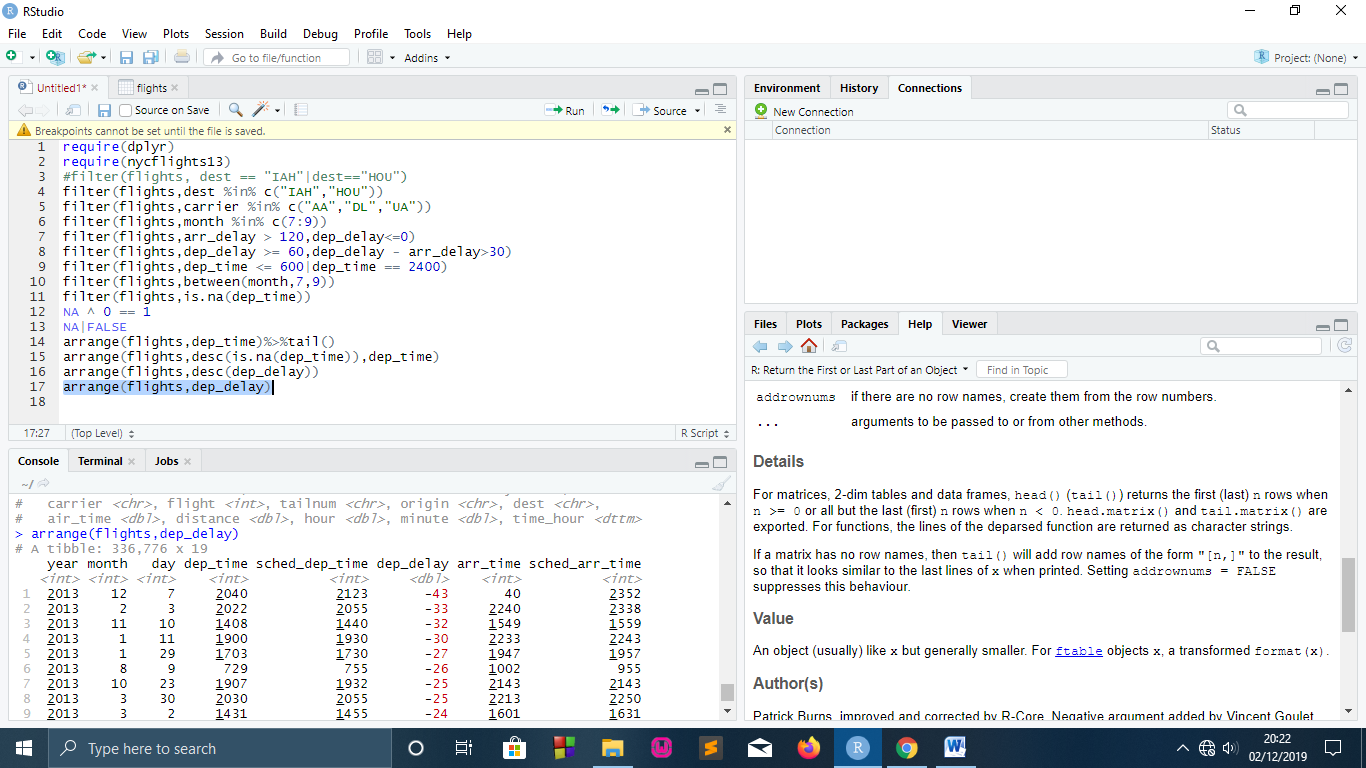 RStudio
File Edit Code View Plots Session Build Debug Profile Tools Help
Go to file/function Addins Project: (None)
Untitled1* flights
Source on Save Run Source
Breakpoints cannot be set until the file is saved.
1 require(dplyr)
2 require(nycflights13)
3 #filter(flights, dest == "IAH"|dest=="HOU")
4 filter(flights,dest %in% c("IAH","HOU"))
5 filter(flights,carrier %in% c("AA","DL","UA"))
6 filter(flights,month %in% c(7:9))
7 filter(flights,arr_delay > 120,dep_delay<=0)
8 filter(flights,dep_delay >= 60,dep_delay - arr_delay>30)
9 filter(flights,dep_time <= 600|dep_time == 2400)
10 filter(flights,between(month,7,9))
11 filter(flights,is.na(dep_time))
12 NA ^ 0 == 1
13 NA|FALSE
14 arrange(flights,dep_time)%>%tail()
15 arrange(flights,desc(is.na(dep_time)),dep_time)
16 arrange(flights,desc(dep_delay))
17 arrange(flights,dep_delay)
18
17:27 (Top Level) R Script
Console Terminal Jobs
~/
# carrier <chr>, flight <int>, tailnum <chr>, origin <chr>, dest <chr>,
# air_time <dbl>, distance <dbl>, hour <dbl>, minute <dbl>, time_hour <dttm>
> arrange(flights,dep_delay)
# A tibble: 336,776 x 19
year month day dep_time sched_dep_time dep_delay arr_time sched_arr_time
<int> <int> <int> <int> <int> <dbl> <int> <int>
1 2013 12 7 2040 2123 -43 40 2352
2 2013 2 3 2022 2055 -33 2240 2338
3 2013 11 10 1408 1440 -32 1549 1559
4 2013 1 11 1900 1930 -30 2233 2243
5 2013 1 29 1703 1730 -27 1947 1957
6 2013 8 9 729 755 -26 1002 955
7 2013 10 23 1907 1932 -25 2143 2143
8 2013 3 30 2030 2055 -25 2213 2250
9 2013 3 2 1431 1455 -24 1601 1631
Environment History Connections
New Connection
Connection Status
Files Plots Packages Help Viewer
R: Return the First or Last Part of an Object Find in Topic
addrownums if there are no row names, create them from the row numbers.
... arguments to be passed to or from other methods.
Details
For matrices, 2-dim tables and data frames, head() (tail()) returns the first (last) n rows when
n >= 0 or all but the last (first) n rows when n < 0. head.matrix() and tail.matrix() are
exported. For functions, the lines of the deparsed function are returned as character strings.
If a matrix has no row names, then tail() will add row names of the form "[n,]" to the result,
so that it looks similar to the last lines of x when printed. Setting addrownums = FALSE
suppresses this behaviour.
Value
An object (usually) like x but generally smaller. For ftable objects x, a transformed format(x).
Author(s)
Patrick Burns, improved and corrected by R-Core. Negative argument added by Vincent Goulet.
Type here to search
20:22
02/12/2019